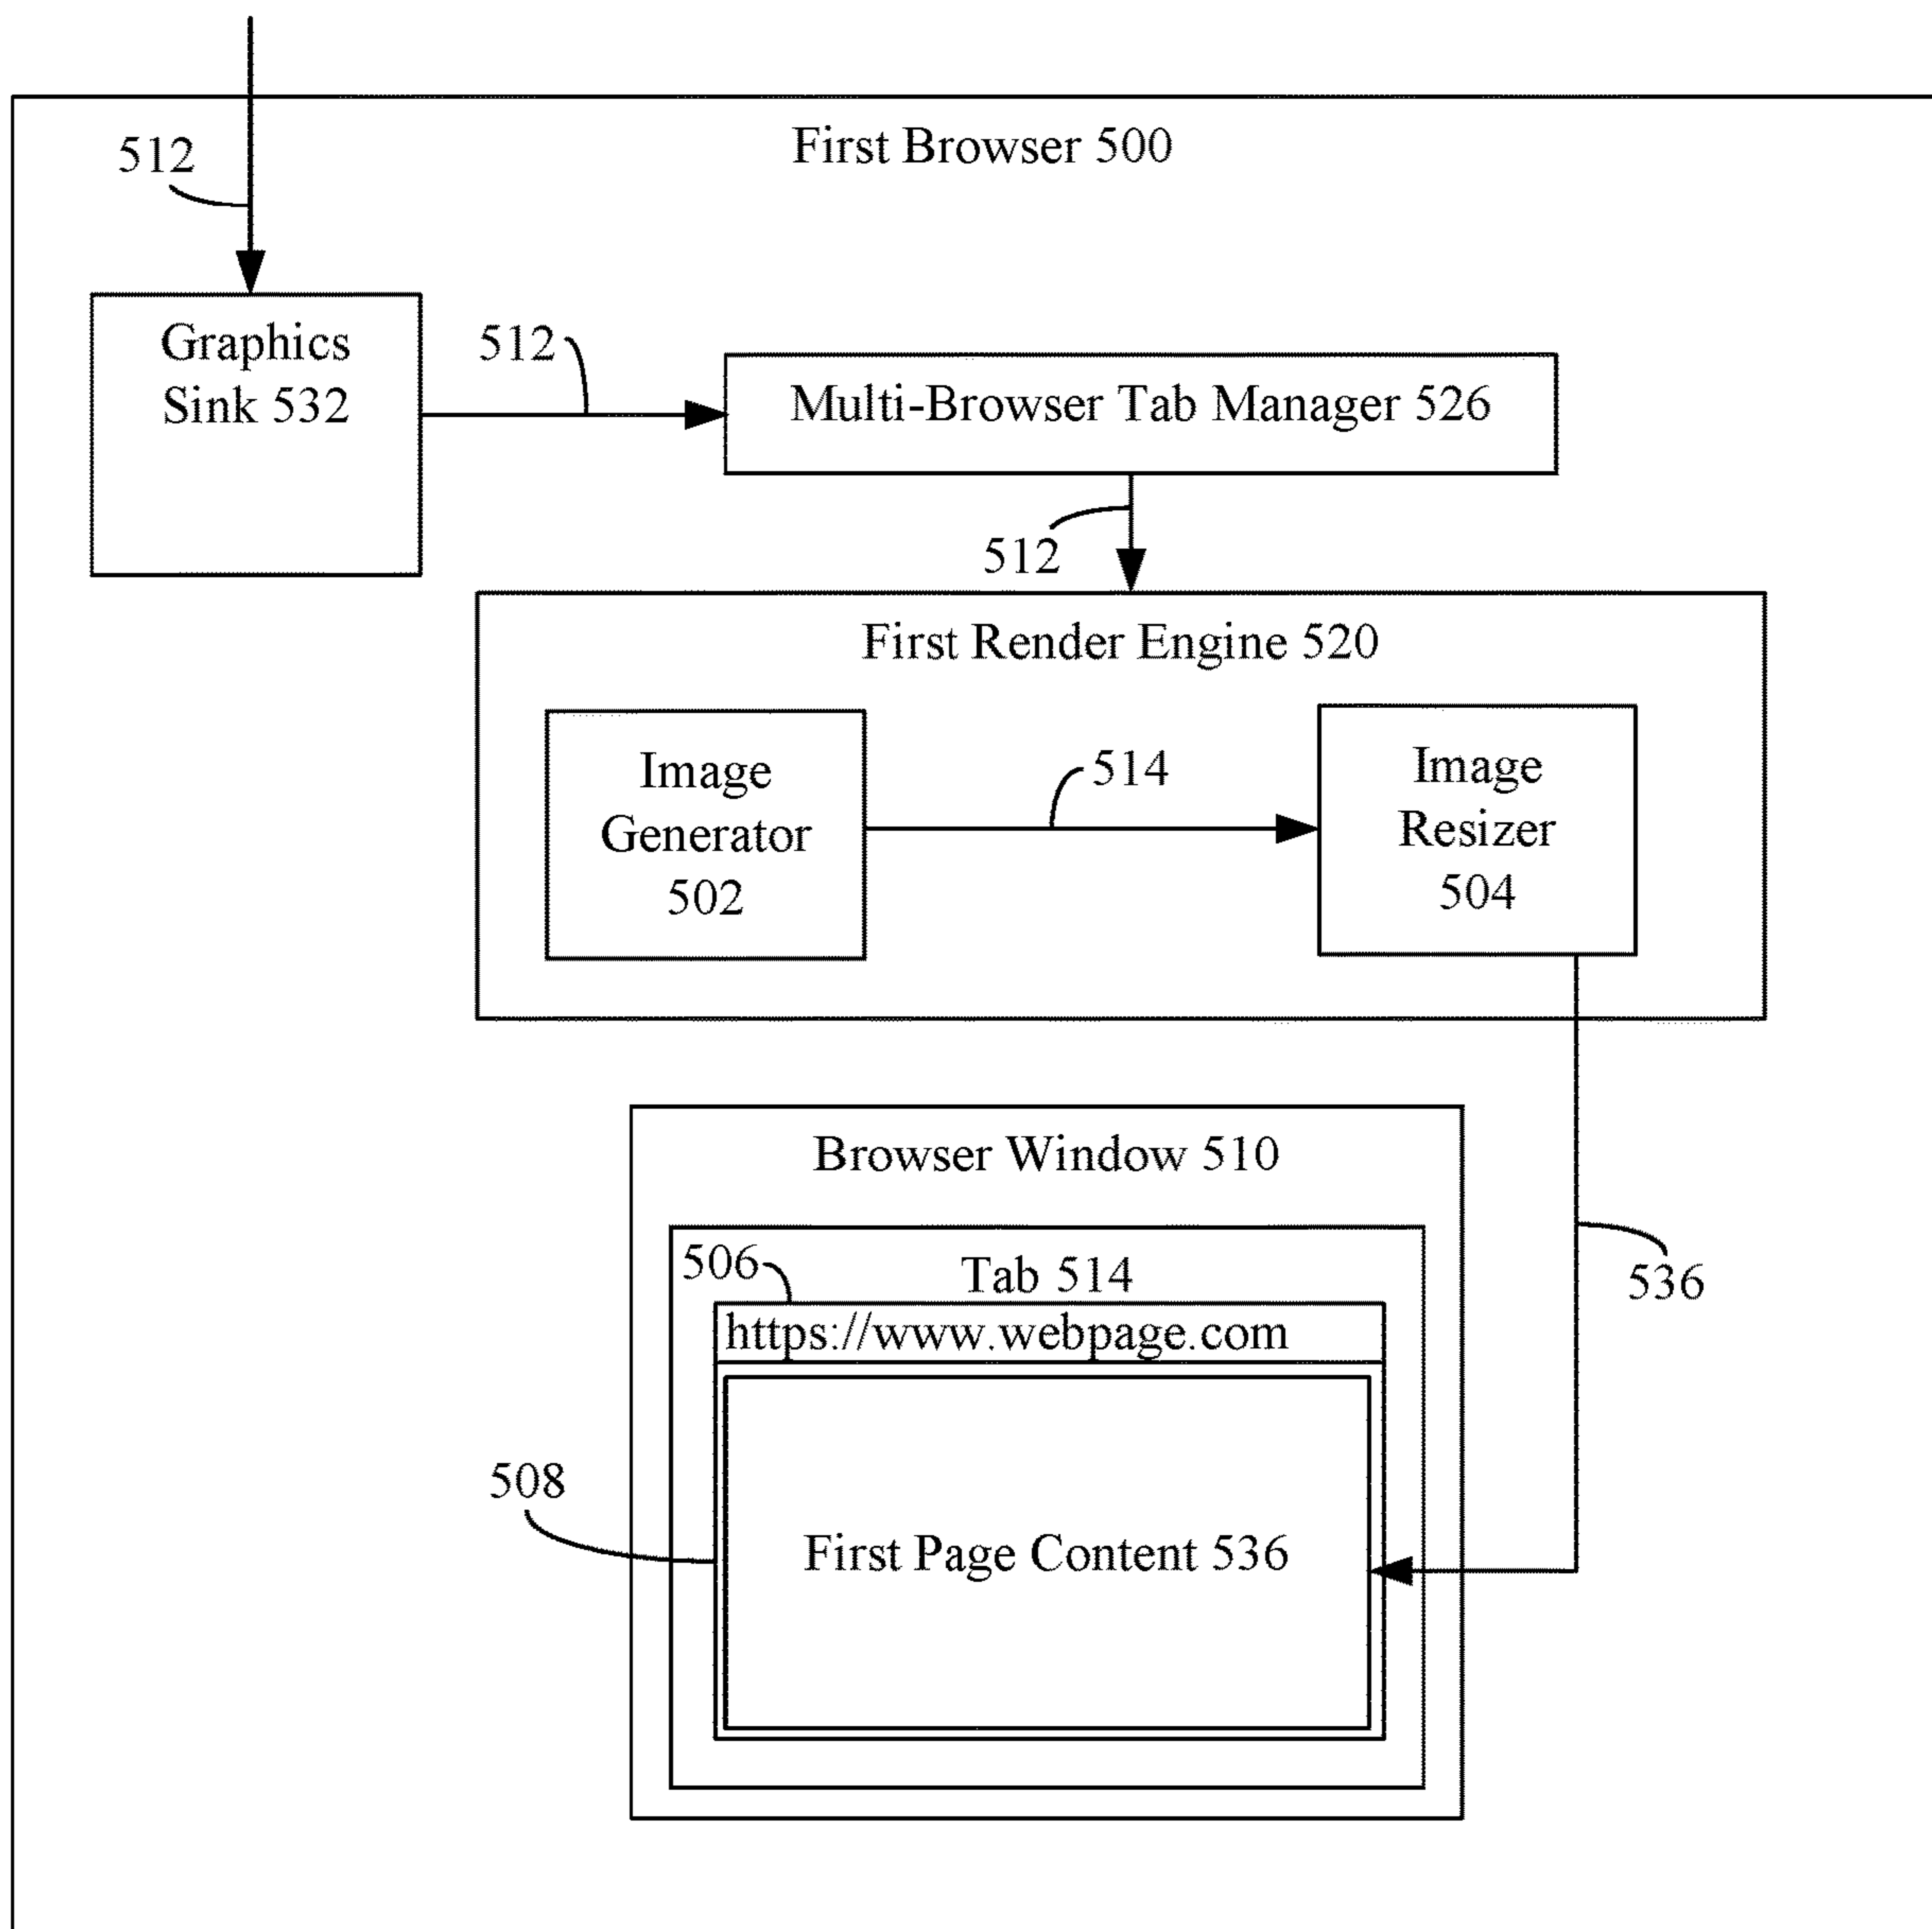 First Browser 500
512
Graphics
Sink 532
512
Multi-Browser Tab Manager 526
512
First Render Engine 520
Image
Generator
502
514
Image
Resizer
504
Browser Window 510
506
Tab 514
536
https://www.webpage.com
508
First Page Content 536